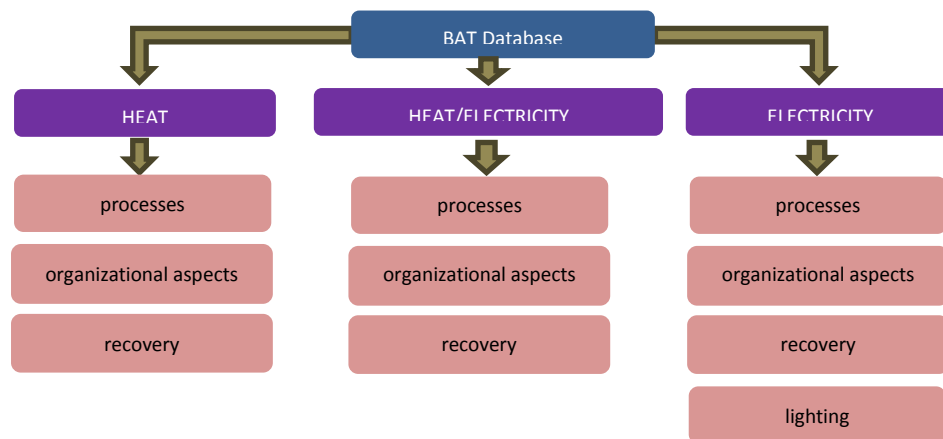 BAT Database
HEAT
HEAT/ELECTRICITY
ELECTRICITY
processes
processes
processes
organizational aspects
organizational aspects
organizational aspects
recovery
recovery
recovery
lighting